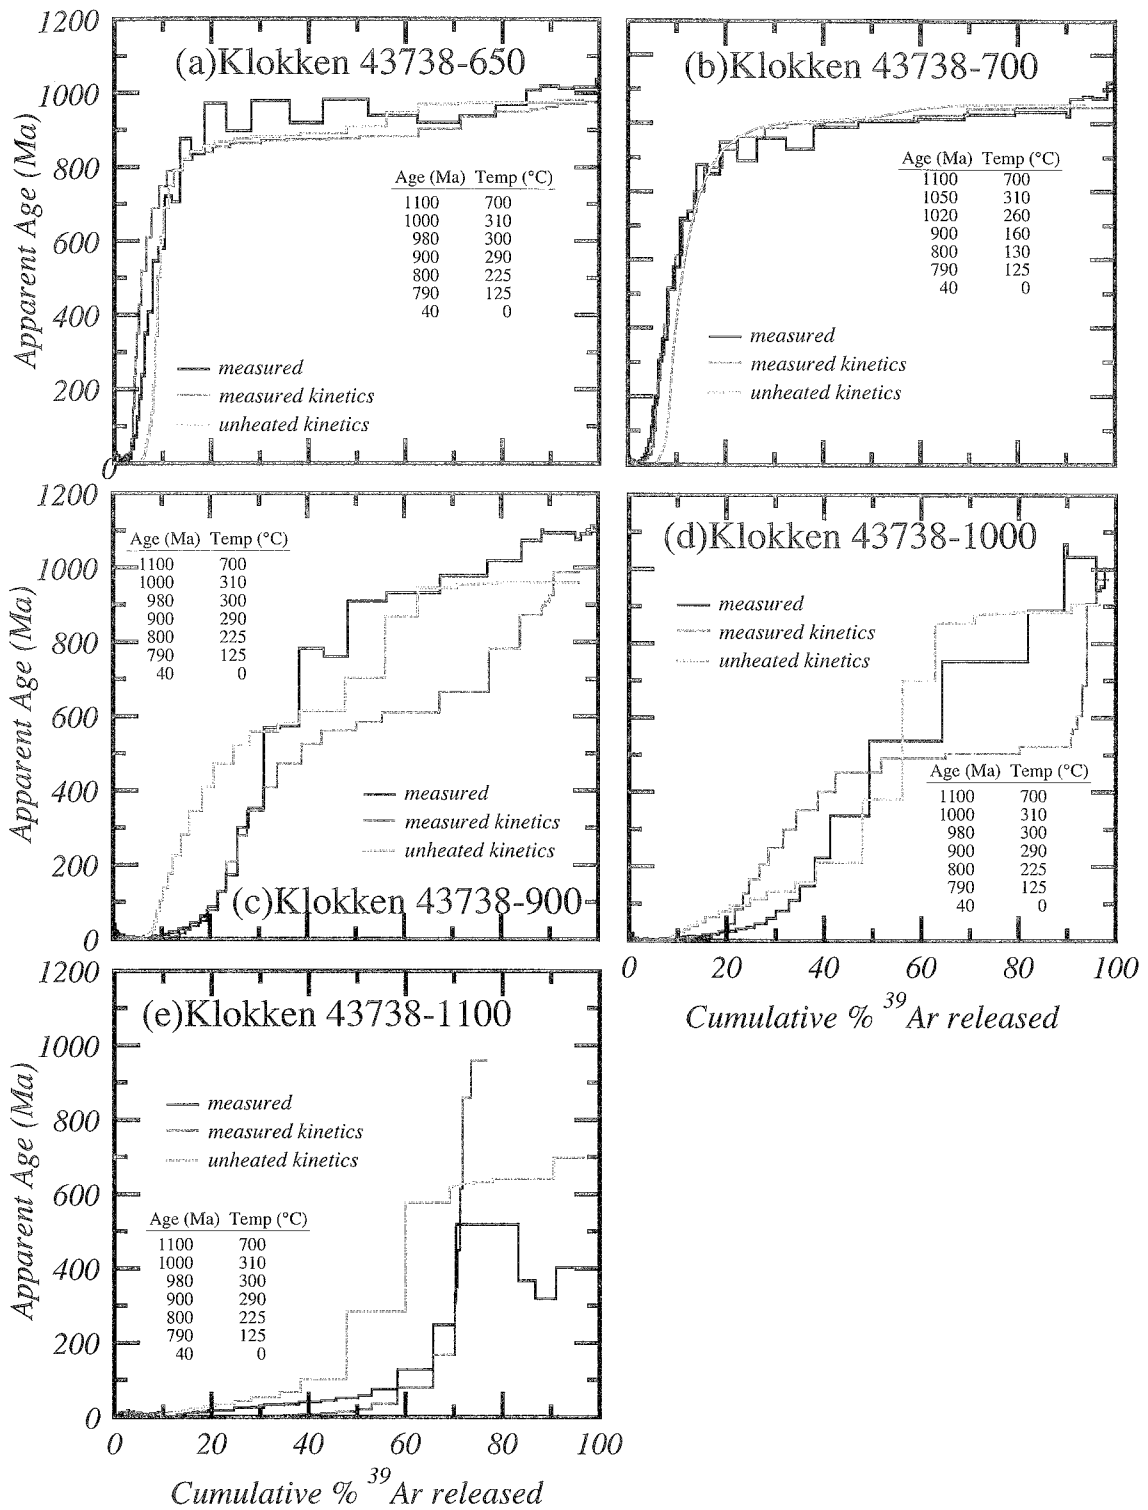 1200
1000
800
600
400
200
0
Apparent Age (Ma)
(a)Klokken 43738-650
Age (Ma) Temp (°C)
1100 700
1000 310
980 300
900 290
800 225
790 125
40 0
measured
measured kinetics
unheated kinetics
(b)Klokken 43738-700
Age (Ma) Temp (°C)
1100 700
1050 310
1020 260
900 160
800 130
790 125
40 0
measured
measured kinetics
unheated kinetics
1200
1000
800
600
400
200
0
Apparent Age (Ma)
Age (Ma) Temp (°C)
1100 700
1000 310
980 300
900 290
800 225
790 125
40 0
measured
measured kinetics
unheated kinetics
(c)Klokken 43738-900
(d)Klokken 43738-1000
measured
measured kinetics
unheated kinetics
Age (Ma) Temp (°C)
1100 700
1000 310
980 300
900 290
800 225
790 125
40 0
0 20 40 60 80 100
Cumulative % ³⁹Ar released
1200
1000
800
600
400
200
0
Apparent Age (Ma)
(e)Klokken 43738-1100
measured
measured kinetics
unheated kinetics
Age (Ma) Temp (°C)
1100 700
1000 310
980 300
900 290
800 225
790 125
40 0
0 20 40 60 80 100
Cumulative % ³⁹Ar released